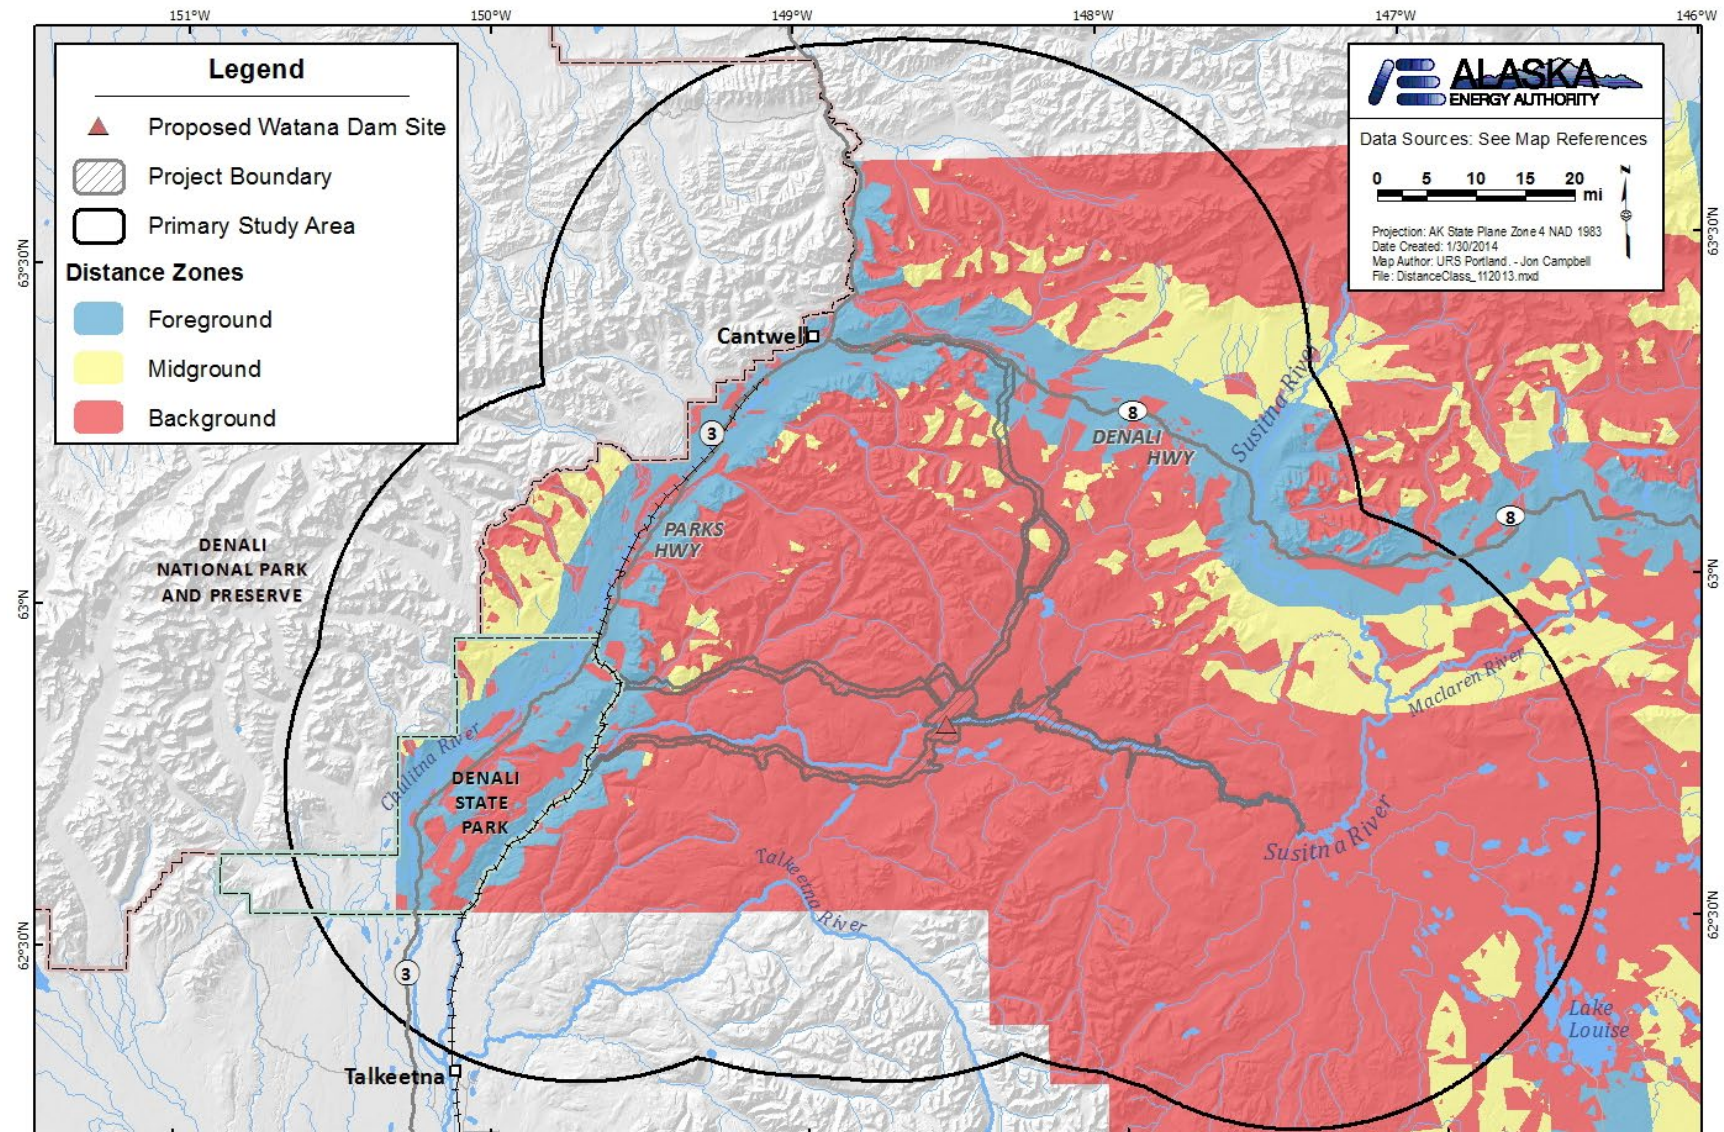 151°W
150°W
149°W
148°W
147°W
146°W
Legend
Proposed Watana Dam Site
Project Boundary
Primary Study Area
Distance Zones
Foreground
Midground
Background
ALASKA
ENERGY AUTHORITY
Data Sources: See Map References
0 5 10 15 20
mi
N
Projection: AK State Plane Zone 4 NAD 1983
Date Created: 1/30/2014
Map Author: URS Portland. - Jon Campbell
File: DistanceClass_112013.mxd
63°30'N
63°30'N
Cantwell
Susitna River
8
3
DENALI
HWY
8
PARKS
HWY
DENALI
NATIONAL PARK
AND PRESERVE
63°N
63°N
Maclaren River
Chulitna River
DENALI
STATE
PARK
Susitna River
Talkeetna River
62°30'N
62°30'N
3
Lake
Louise
Talkeetna